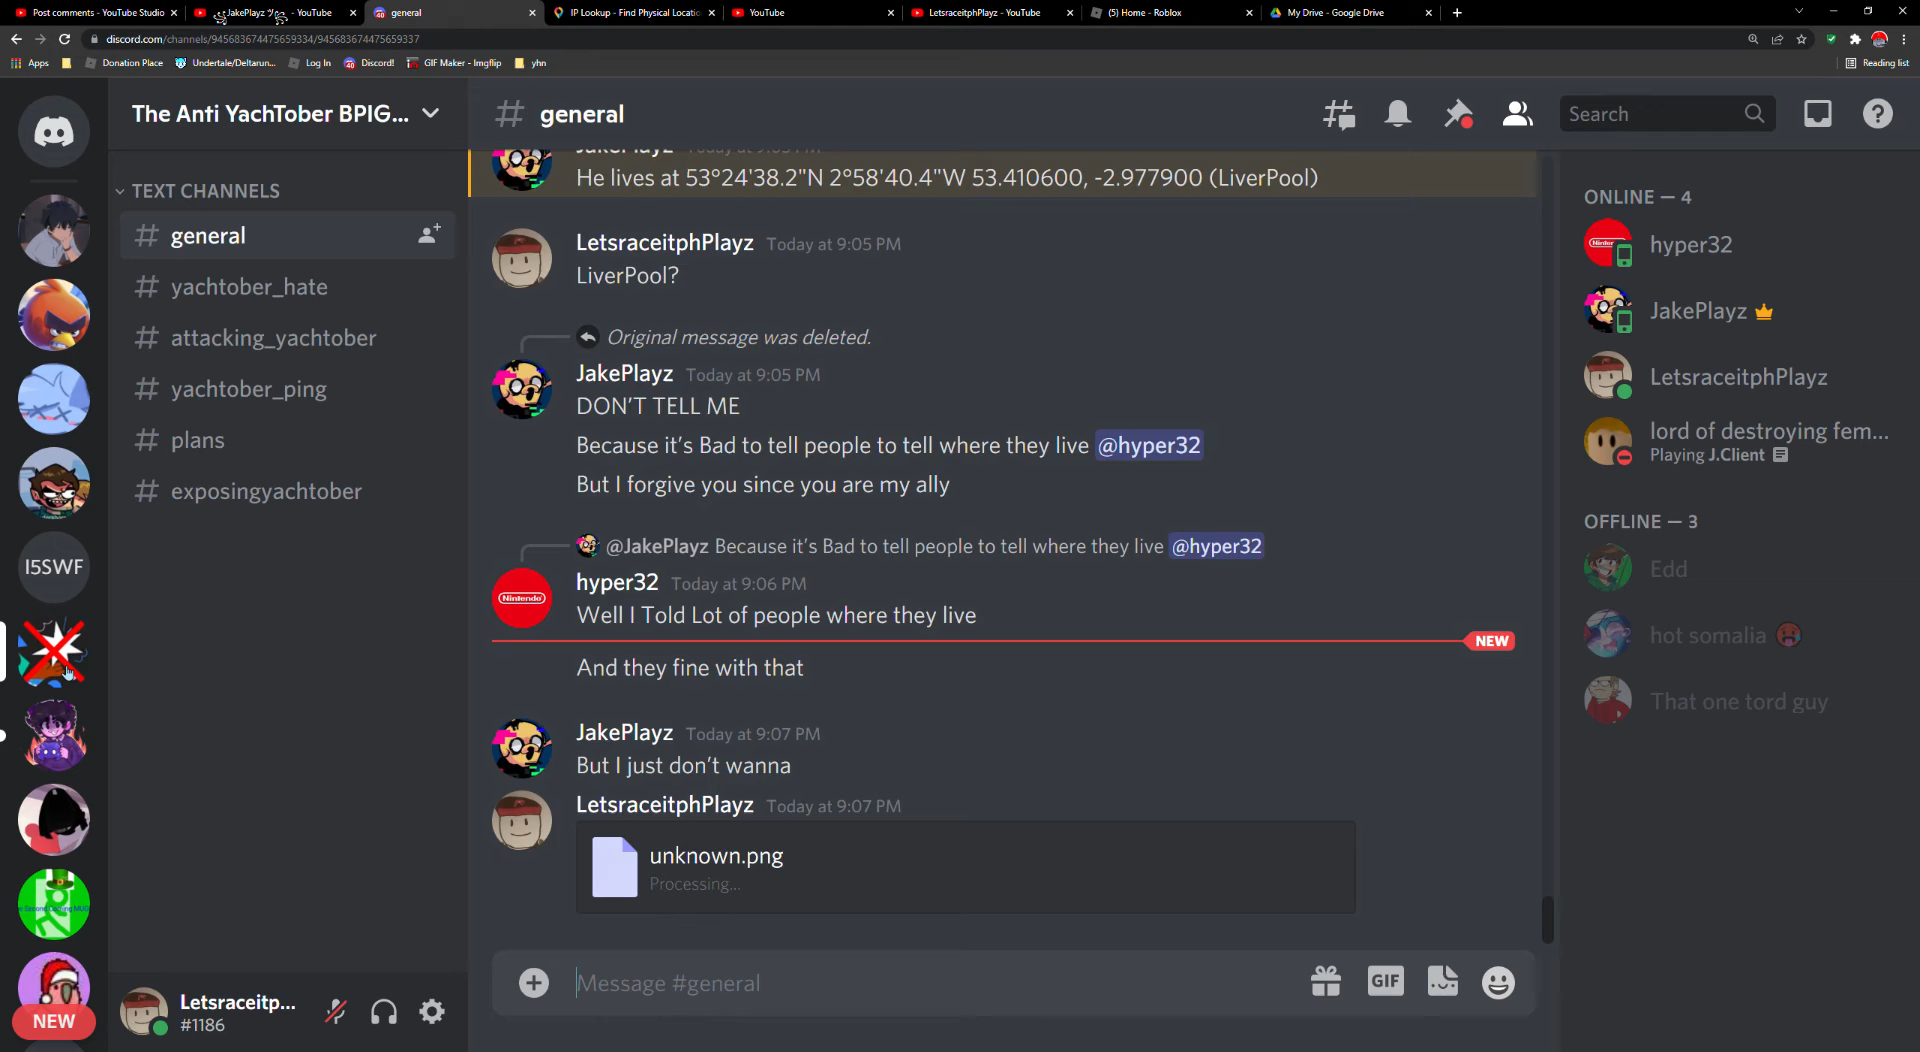 Post comments - YouTube Studio
JakePlayz - YouTube
general
IP Lookup - Find Physical Locatio
YouTube
LetsraceitphPlayz - YouTube
(5) Home - Roblox
My Drive - Google Drive
discord.com/channels/945683674475659334/945683674475659337
Apps
Donation Place
Undertale/Deltarun...
Log In
Discord!
GIF Maker - Imgflip
yhn
Reading list
The Anti YachTober BPIG...
general
Search
TEXT CHANNELS
general
yachtober_hate
attacking_yachtober
yachtober_ping
plans
exposingyachtober
I5SWF
NEW
Letsraceitp...
#1186
JakePlayz Today at 9:05 PM
He lives at 53°24'38.2"N 2°58'40.4"W 53.410600, -2.977900 (LiverPool)
LetsraceitphPlayz Today at 9:05 PM
LiverPool?
Original message was deleted.
JakePlayz Today at 9:05 PM
DON'T TELL ME
Because it's Bad to tell people to tell where they live @hyper32
But I forgive you since you are my ally
@JakePlayz Because it's Bad to tell people to tell where they live @hyper32
Nintendo
hyper32 Today at 9:06 PM
Well I Told Lot of people where they live
NEW
And they fine with that
JakePlayz Today at 9:07 PM
But I just don't wanna
LetsraceitphPlayz Today at 9:07 PM
unknown.png
Processing...
Message #general
GIF
ONLINE — 4
hyper32
JakePlayz
LetsraceitphPlayz
lord of destroying fem...
Playing J.Client
OFFLINE — 3
Edd
hot somalia
That one tord guy